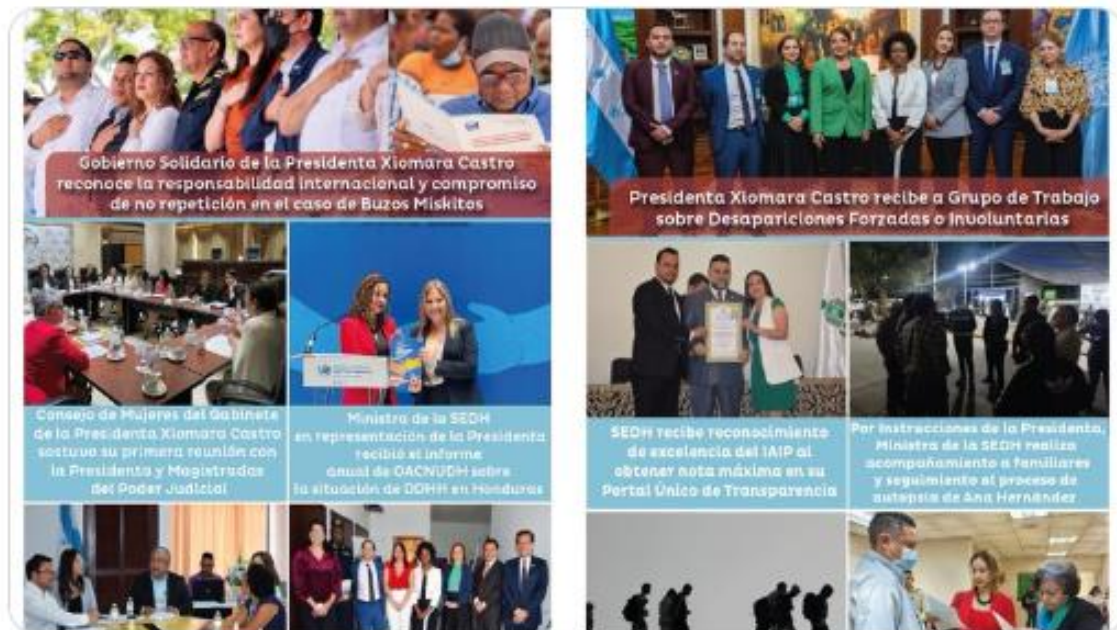 Gobierno Solidario de la Presidenta Xiomara Castro
reconoce la responsabilidad internacional y compromiso
de no repetición en el caso de Buzos Miskitos
Consejo de Mujeres del Gabinete
de la Presidenta Xiomara Castro
sostuvo su primera reunión con
la Presidenta y Magistradas
del Poder Judicial
Ministra de la SEDH
en representación de la Presidenta
recibió el informe
anual de OACNUDH sobre
la situación de DDHH en Honduras
Presidenta Xiomara Castro recibe a Grupo de Trabajo
sobre Desapariciones Forzadas o Involuntarias
SEDH recibe reconocimiento
de excelencia del IAIP al
obtener nota máxima en su
Portal Único de Transparencia
Por Instrucciones de la Presidenta,
Ministra de la SEDH realiza
acompañamiento a familiares
y seguimiento al proceso de
autopsia de Ana Hernández